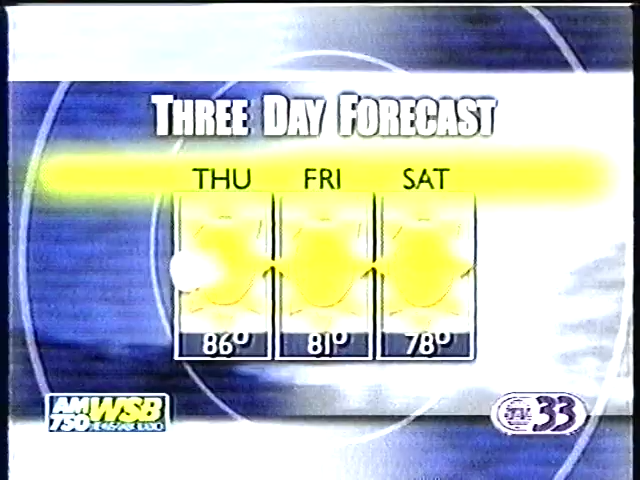 THREE DAY FORECAST
THU FRI SAT
86° 81° 78°
AM 750 WSB
33